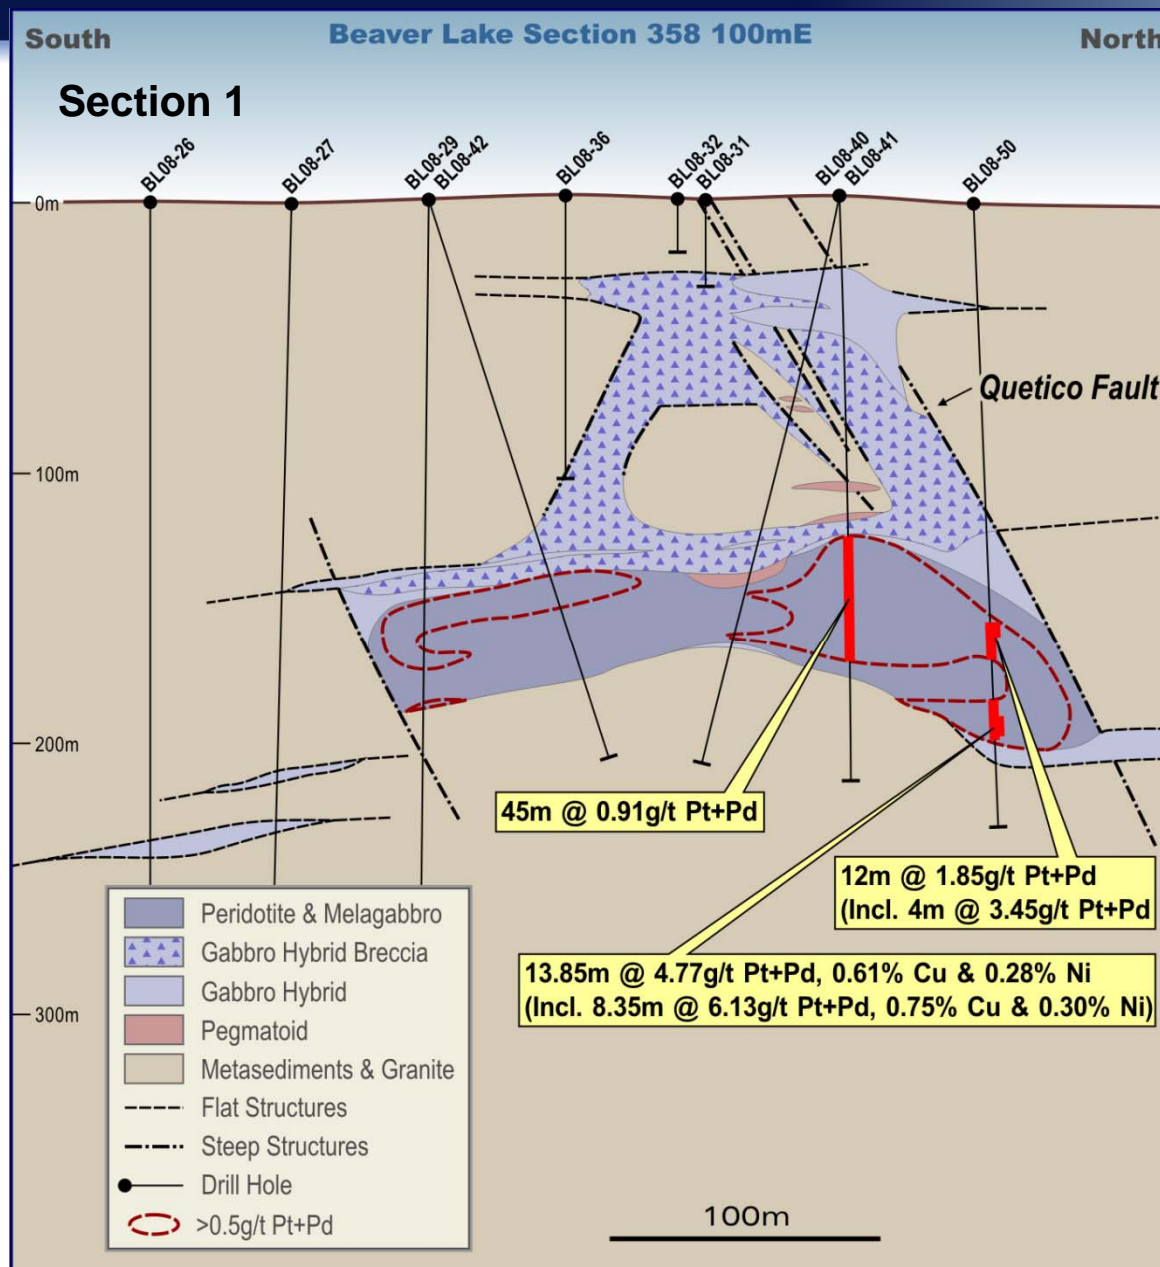 South
Beaver Lake Section 358 100mE
North
Section 1
BL08-26
BL08-27
BL08-29
BL08-42
BL08-36
BL08-32
BL08-31
BL08-40
BL08-41
BL08-50
0m
Quetico Fault
100m
200m
45m @ 0.91g/t Pt+Pd
12m @ 1.85g/t Pt+Pd
(Incl. 4m @ 3.45g/t Pt+Pd
13.85m @ 4.77g/t Pt+Pd, 0.61% Cu & 0.28% Ni
(Incl. 8.35m @ 6.13g/t Pt+Pd, 0.75% Cu & 0.30% Ni)
300m
Peridotite & Melagabbro
Gabbro Hybrid Breccia
Gabbro Hybrid
Pegmatoid
Metasediments & Granite
Flat Structures
Steep Structures
Drill Hole
>0.5g/t Pt+Pd
100m